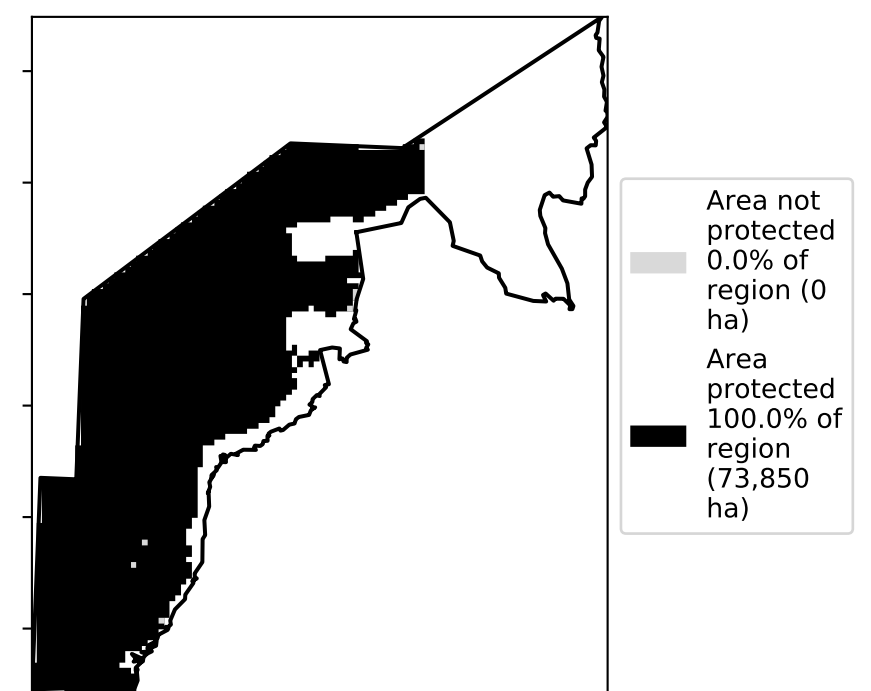 Area not
protected
0.0% of
region (0
ha)
Area
protected
100.0% of
region
(73,850
ha)